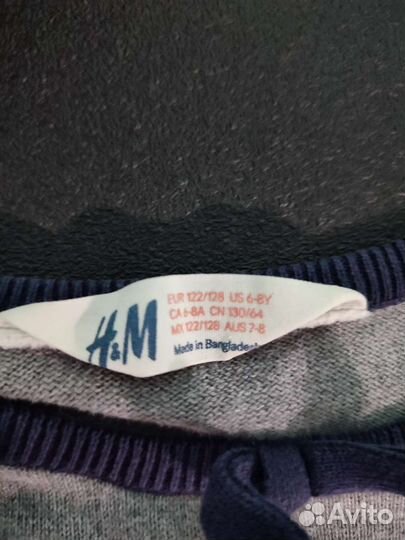 H&M
EUR 122/128 US 6-8Y
CA 6-8A CN 130/64
MX 122/128 AUS 7-8
Made in Bangladesh
Avito